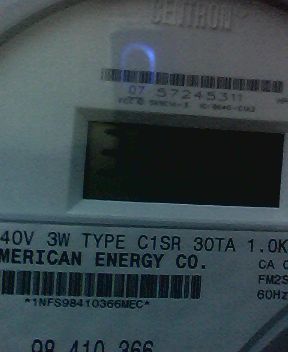 CENTRON
07 57245311
40V 3W TYPE C1SR 30TA 1.0K
MERICAN ENERGY CO.
CA 0
FM2S
60Hz
*1NFS98410366MEC*
98 410 366